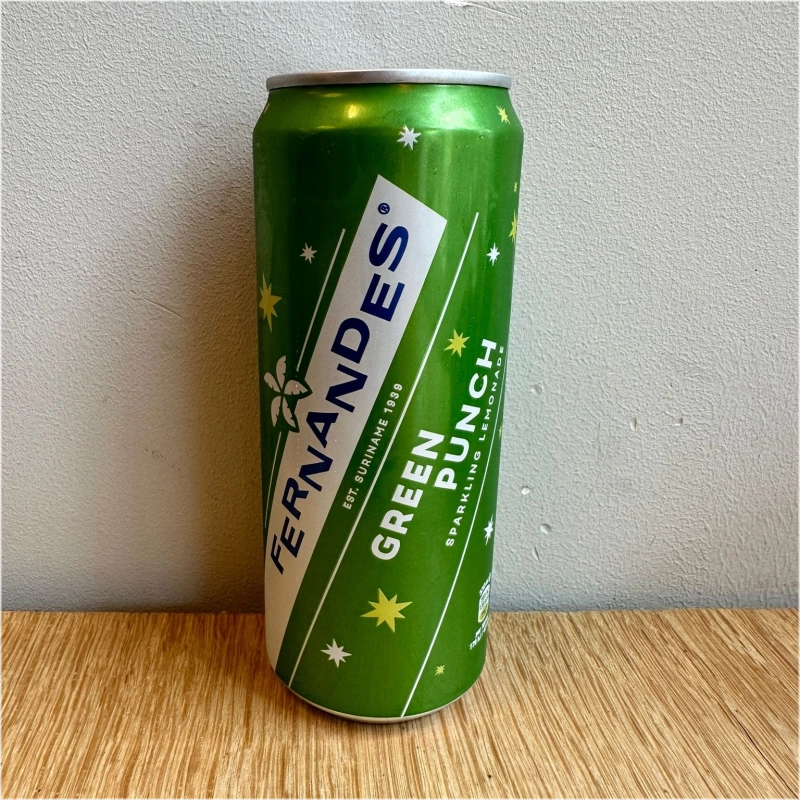 FERNANDES®
EST. SURINAME 1939
GREEN
PUNCH
SPARKLING LEMONADE